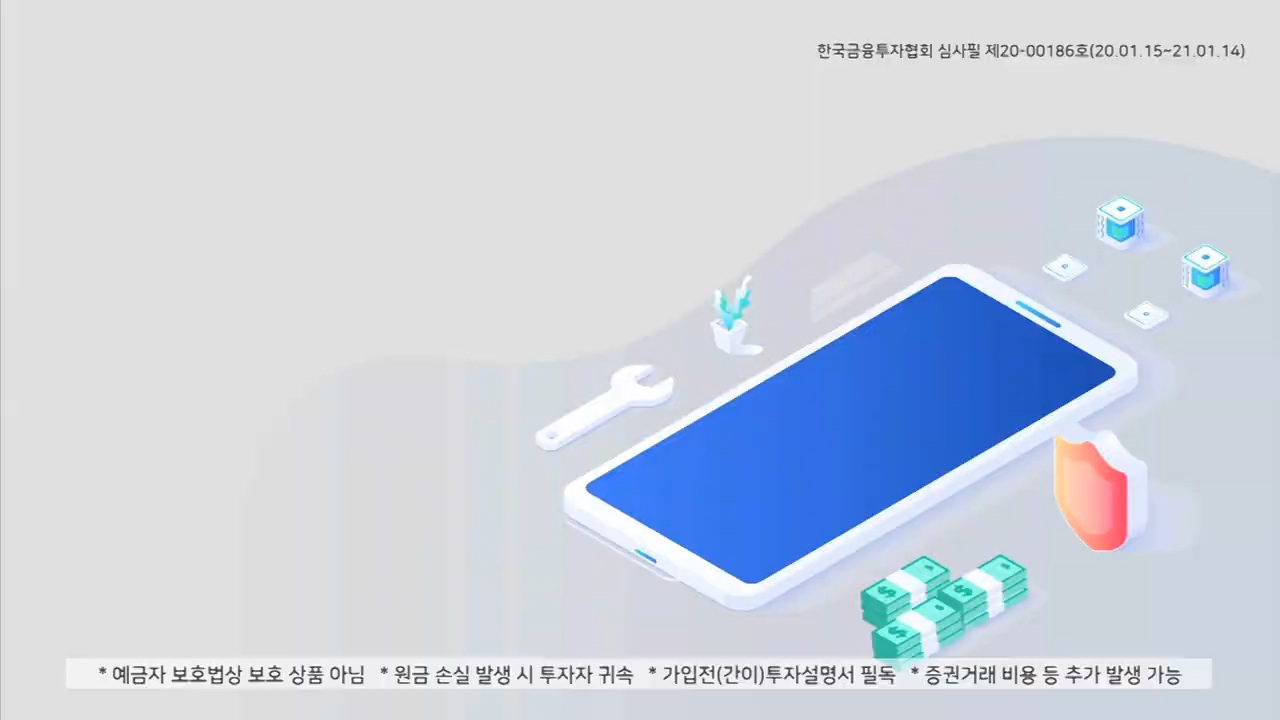 한국금융투자협회 심사필 제20-00186호(20.01.15~21.01.14)
* 예금자 보호법상 보호 상품 아님 * 원금 손실 발생 시 투자자 귀속 * 가입전(간이)투자설명서 필독 * 증권거래 비용 등 추가 발생 가능